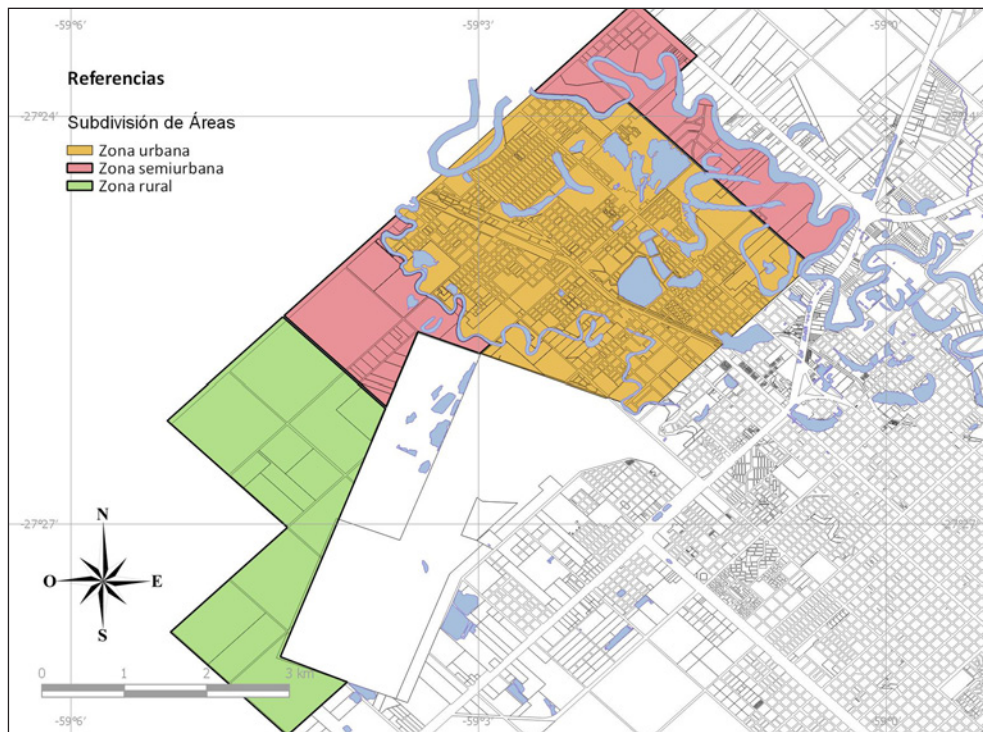 -59°6'
-59°3'
-59°0'
Referencias
-27°24'
Subdivisión de Áreas
Zona urbana
Zona semiurbana
Zona rural
-27°27'
N
O
E
S
0 1 2 3 km
-59°6'
-59°3'
-59°0'